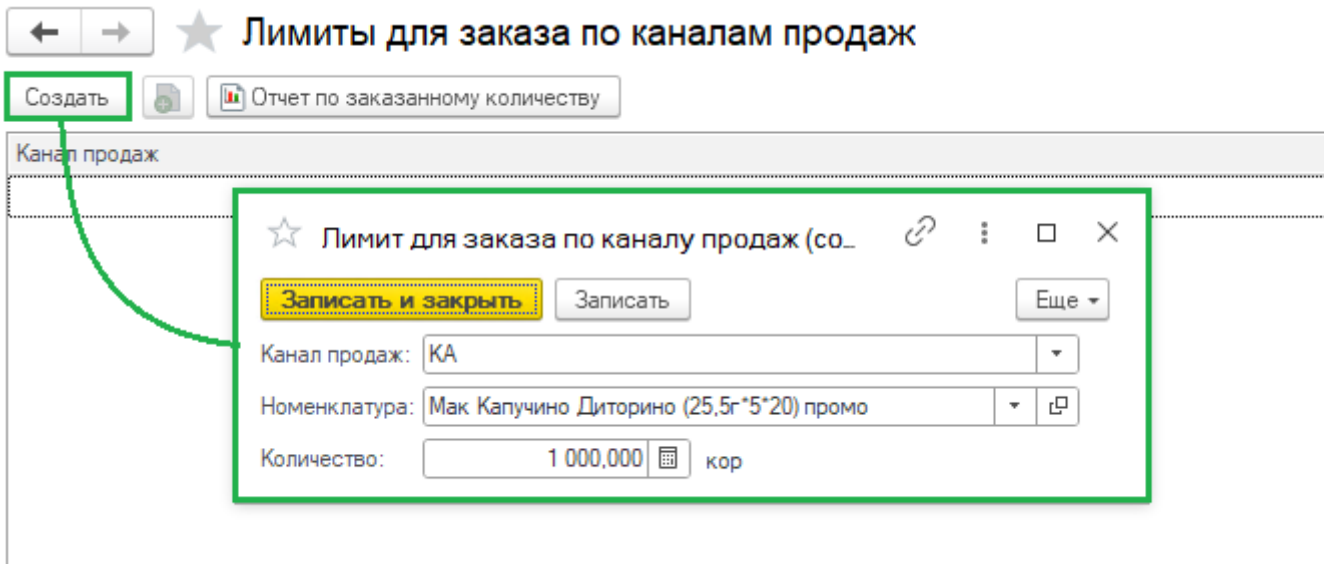 Лимиты для заказа по каналам продаж
Создать
Отчет по заказанному количеству
Канал продаж
Лимит для заказа по каналу продаж (со...
Записать и закрыть Записать Еще
Канал продаж: КА
Номенклатура: Мак Капучино Диторино (25,5г*5*20) промо
Количество: 1 000,000 кор